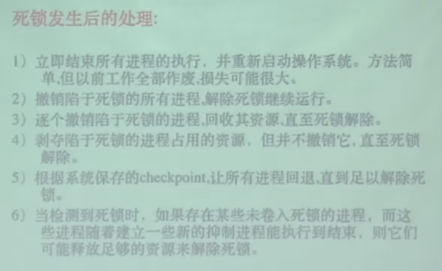 死锁发生后的处理:
1) 立即结束所有进程的执行，并重新启动操作系统。方法简
单,但以前工作全部作废,损失可能很大。
2) 撤销陷于死锁的所有进程,解除死锁继续运行。
3) 逐个撤销陷于死锁的进程,回收其资源,直至死锁解除。
4) 剥夺陷于死锁的进程占用的资源，但并不撤销它,直至死锁
解除。
5) 根据系统保存的checkpoint,让所有进程回退,直到足以解除死
锁。
6) 当检测到死锁时，如果存在某些未卷入死锁的进程，而这
些进程随着建立一些新的抑制进程能执行到结束，则它们
可能释放足够的资源来解除死锁。